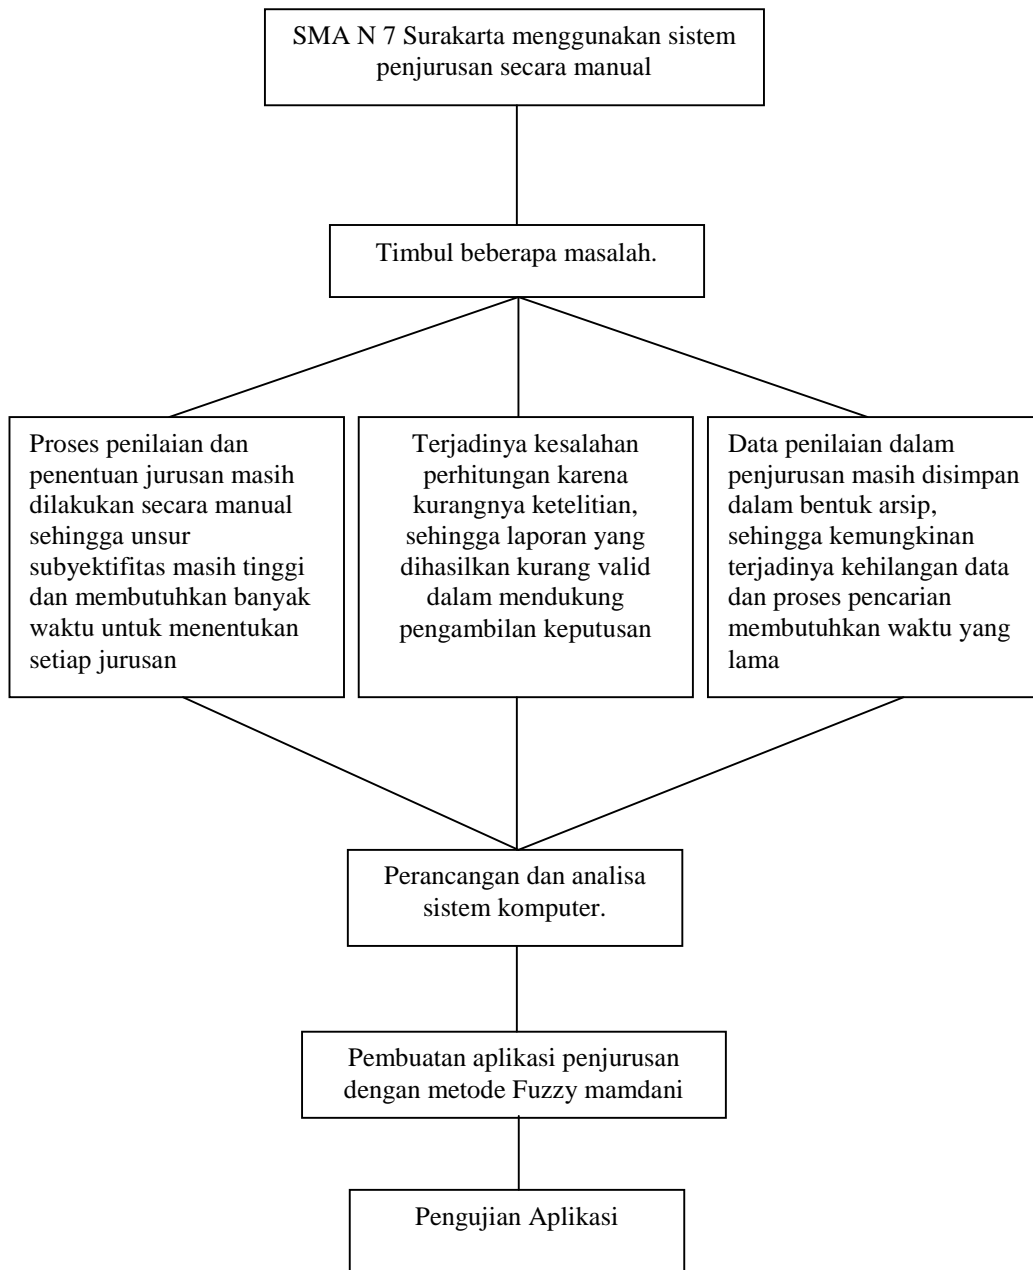 SMA N 7 Surakarta menggunakan sistem
penjurusan secara manual
Timbul beberapa masalah.
Proses penilaian dan
penentuan jurusan masih
dilakukan secara manual
sehingga unsur
subyektifitas masih tinggi
dan membutuhkan banyak
waktu untuk menentukan
setiap jurusan
Terjadinya kesalahan
perhitungan karena
kurangnya ketelitian,
sehingga laporan yang
dihasilkan kurang valid
dalam mendukung
pengambilan keputusan
Data penilaian dalam
penjurusan masih disimpan
dalam bentuk arsip,
sehingga kemungkinan
terjadinya kehilangan data
dan proses pencarian
membutuhkan waktu yang
lama
Perancangan dan analisa
sistem komputer.
Pembuatan aplikasi penjurusan
dengan metode Fuzzy mamdani
Pengujian Aplikasi